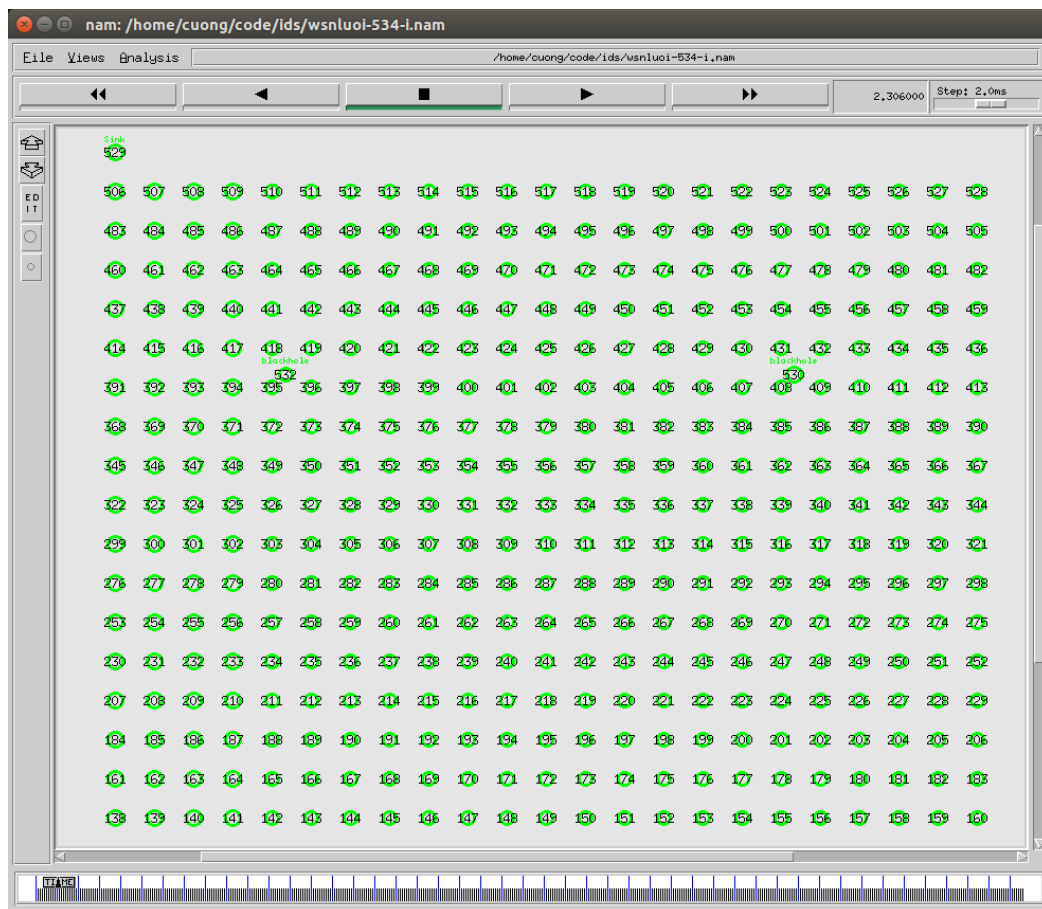 nam: /home/cuong/code/ids/wsnluoi-534-i.nam
File Views Analysis /home/cuong/code/ids/wsnluoi-534-i.nam
2.306000 Step: 2.0ms
Sink
529
506 507 508 509 510 511 512 513 514 515 516 517 518 519 520 521 522 523 524 525 526 527 528
ED
IT
483 484 485 486 487 488 489 490 491 492 493 494 495 496 497 498 499 500 501 502 503 504 505
460 461 462 463 464 465 466 467 468 469 470 471 472 473 474 475 476 477 478 479 480 481 482
437 438 439 440 441 442 443 444 445 446 447 448 449 450 451 452 453 454 455 456 457 458 459
414 415 416 417 418 419 420 421 422 423 424 425 426 427 428 429 430 431 432 433 434 435 436
blackhole blackhole
532 530
391 392 393 394 395 396 397 398 399 400 401 402 403 404 405 406 407 408 409 410 411 412 413
368 369 370 371 372 373 374 375 376 377 378 379 380 381 382 383 384 385 386 387 388 389 390
345 346 347 348 349 350 351 352 353 354 355 356 357 358 359 360 361 362 363 364 365 366 367
322 323 324 325 326 327 328 329 330 331 332 333 334 335 336 337 338 339 340 341 342 343 344
299 300 301 302 303 304 305 306 307 308 309 310 311 312 313 314 315 316 317 318 319 320 321
276 277 278 279 280 281 282 283 284 285 286 287 288 289 290 291 292 293 294 295 296 297 298
253 254 255 256 257 258 259 260 261 262 263 264 265 266 267 268 269 270 271 272 273 274 275
230 231 232 233 234 235 236 237 238 239 240 241 242 243 244 245 246 247 248 249 250 251 252
207 208 209 210 211 212 213 214 215 216 217 218 219 220 221 222 223 224 225 226 227 228 229
184 185 186 187 188 189 190 191 192 193 194 195 196 197 198 199 200 201 202 203 204 205 206
161 162 163 164 165 166 167 168 169 170 171 172 173 174 175 176 177 178 179 180 181 182 183
138 139 140 141 142 143 144 145 146 147 148 149 150 151 152 153 154 155 156 157 158 159 160
TIME